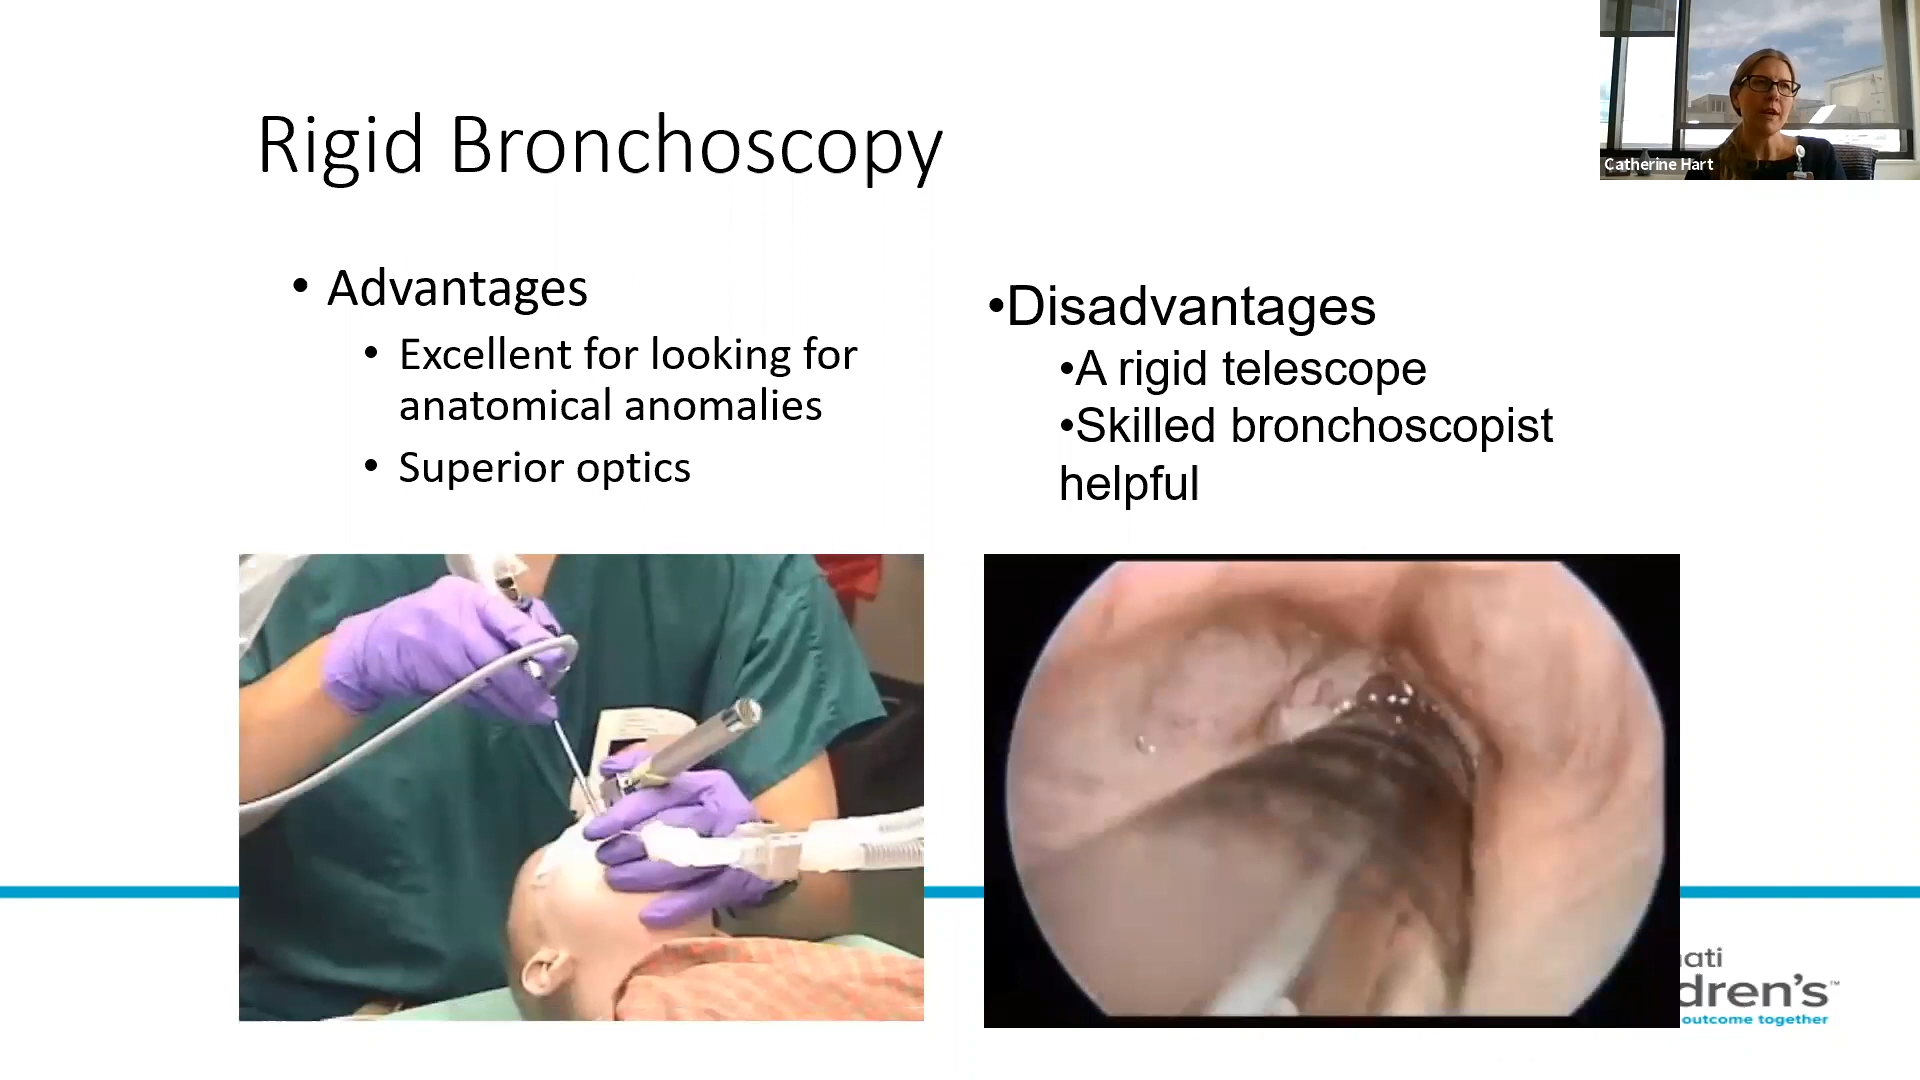 Rigid Bronchoscopy
Catherine Hart
• Advantages
• Excellent for looking for
anatomical anomalies
• Superior optics
•Disadvantages
•A rigid telescope
•Skilled bronchoscopist
helpful
ati
dren's™
outcome together